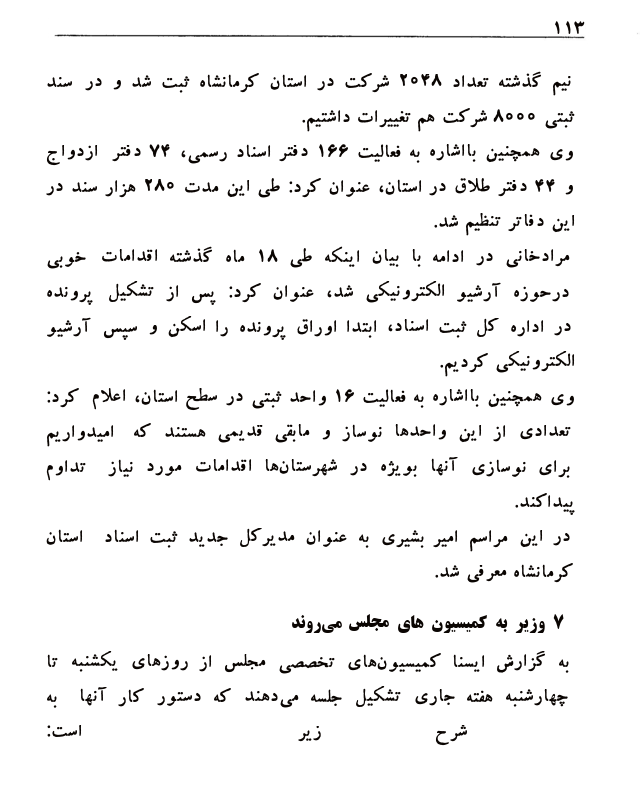 ۱۱۳
نیم گذشته تعداد ۲۰۴۸ شرکت در استان کرمانشاه ثبت شد و در سند
ثبتی ۸۰۰۰ شرکت هم تغییرات داشتیم.
وی همچنین بااشاره به فعالیت ۱۶۶ دفتر اسناد رسمی، ۷۴ دفتر ازدواج
و ۴۴ دفتر طلاق در استان، عنوان کرد: طی این مدت ۲۸۰ هزار سند در
این دفاتر تنظیم شد.
مرادخانی در ادامه با بیان اینکه طی ۱۸ ماه گذشته اقدامات خوبی
درحوزه آرشیو الکترونیکی شد، عنوان کرد: پس از تشکیل پرونده
در اداره کل ثبت اسناد، ابتدا اوراق پرونده را اسکن و سپس آرشیو
الکترونیکی کردیم.
وی همچنین بااشاره به فعالیت ۱۶ واحد ثبتی در سطح استان، اعلام کرد:
تعدادی از این واحدها نوساز و مابقی قدیمی هستند که امیدواریم
برای نوسازی آنها بویژه در شهرستان‌ها اقدامات مورد نیاز تداوم
پیداکند.
در این مراسم امیر بشیری به عنوان مدیرکل جدید ثبت اسناد استان
کرمانشاه معرفی شد.
۷ وزیر به کمیسیون های مجلس می‌روند
به گزارش ایسنا کمیسیون‌های تخصصی مجلس از روزهای یکشنبه تا
چهارشنبه هفته جاری تشکیل جلسه می‌دهند که دستور کار آنها به
شرح زیر است: